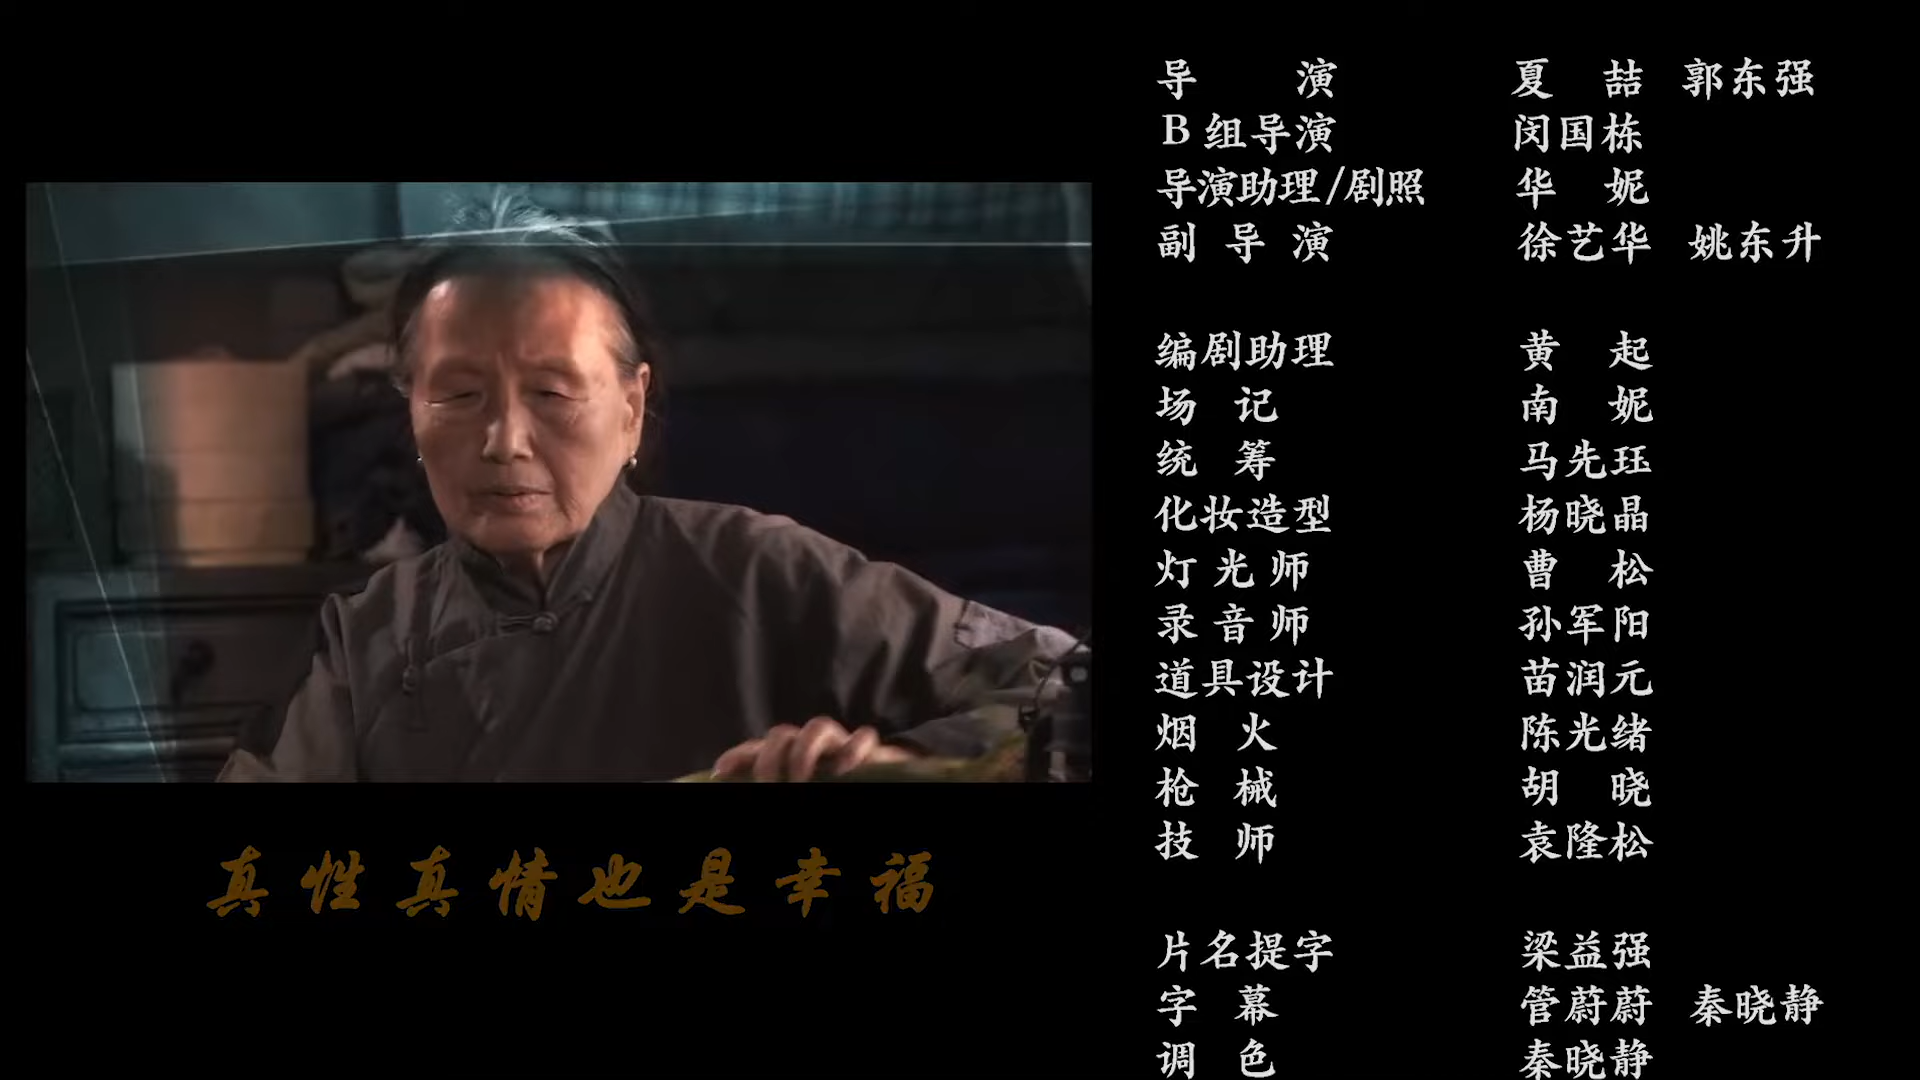 导演 夏喆 郭东强
B组导演 闵国栋
导演助理/剧照 华妮
副导演 徐艺华 姚东升
编剧助理 黄起
场记 南妮
统筹 马先珏
化妆造型 杨晓晶
灯光师 曹松
录音师 孙军阳
道具设计 苗润元
烟火 陈光绪
枪械 胡晓
技师 袁隆松
片名提字 梁益强
字幕 管蔚蔚 秦晓静
调色 秦晓静
真性真情也是幸福